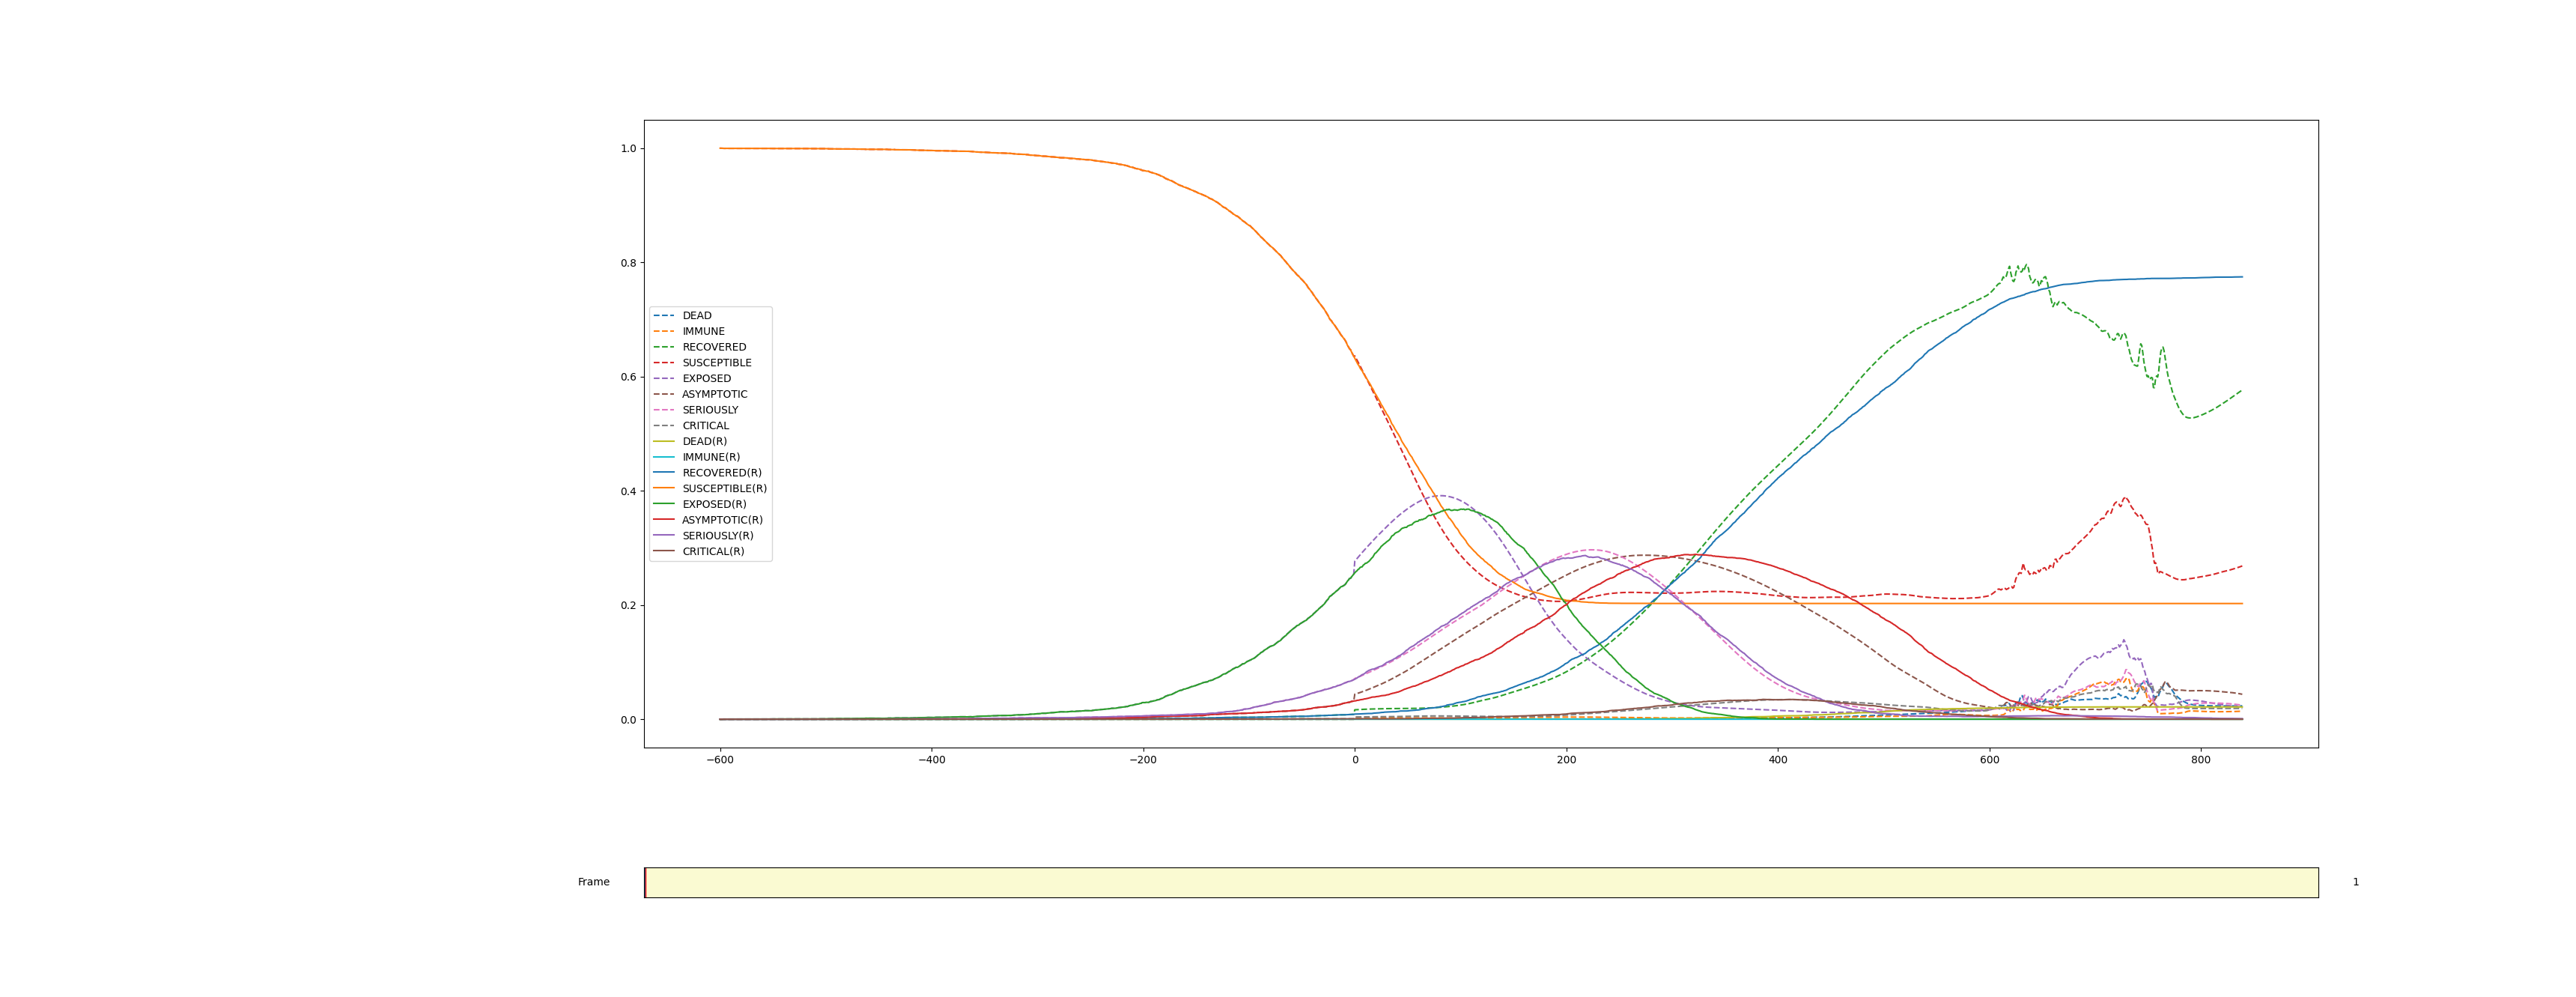 1.0
0.8
0.6
0.4
0.2
0.0
DEAD
IMMUNE
RECOVERED
SUSCEPTIBLE
EXPOSED
ASYMPTOTIC
SERIOUSLY
CRITICAL
DEAD(R)
IMMUNE(R)
RECOVERED(R)
SUSCEPTIBLE(R)
EXPOSED(R)
ASYMPTOTIC(R)
SERIOUSLY(R)
CRITICAL(R)
−600 −400 −200 0 200 400 600 800
Frame 1